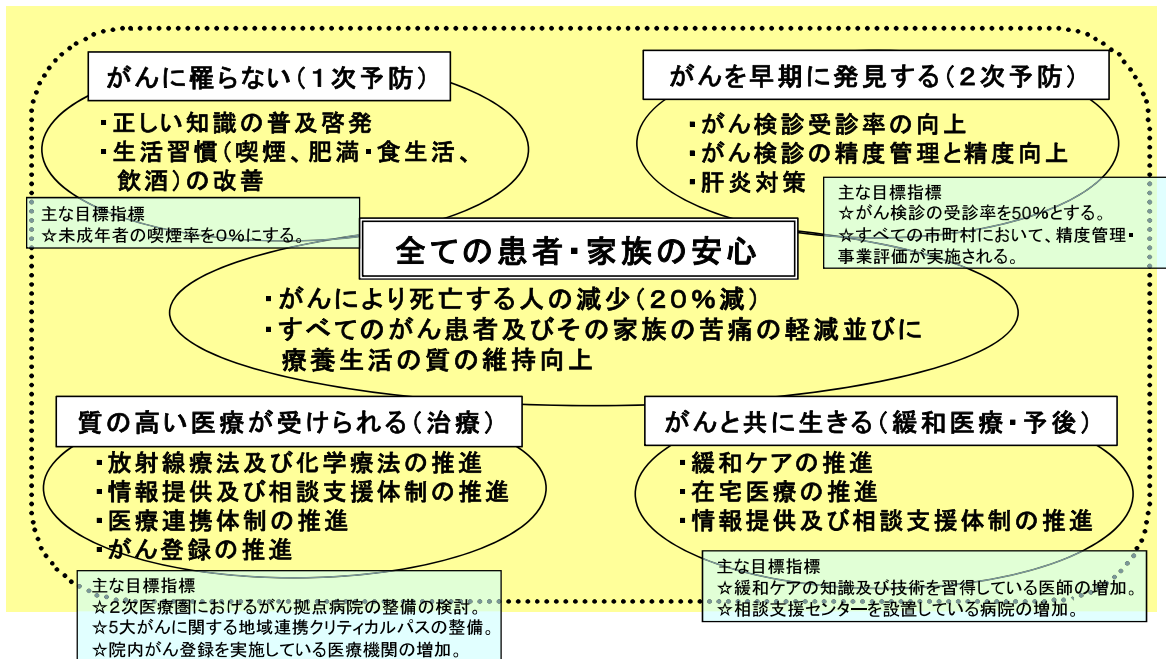 がんに罹らない（１次予防）
・正しい知識の普及啓発
・生活習慣（喫煙、肥満・食生活、
飲酒）の改善
主な目標指標
☆未成年者の喫煙率を０％にする。
がんを早期に発見する（２次予防）
・がん検診受診率の向上
・がん検診の精度管理と精度向上
・肝炎対策
主な目標指標
☆がん検診の受診率を50％とする。
☆すべての市町村において、精度管理・
事業評価が実施される。
全ての患者・家族の安心
・がんにより死亡する人の減少（２０％減）
・すべてのがん患者及びその家族の苦痛の軽減並びに
療養生活の質の維持向上
質の高い医療が受けられる（治療）
・放射線療法及び化学療法の推進
・情報提供及び相談支援体制の推進
・医療連携体制の推進
・がん登録の推進
主な目標指標
☆2次医療圏におけるがん拠点病院の整備の検討。
☆5大がんに関する地域連携クリティカルパスの整備。
☆院内がん登録を実施している医療機関の増加。
がんと共に生きる（緩和医療・予後）
・緩和ケアの推進
・在宅医療の推進
・情報提供及び相談支援体制の推進
主な目標指標
☆緩和ケアの知識及び技術を習得している医師の増加。
☆相談支援センターを設置している病院の増加。